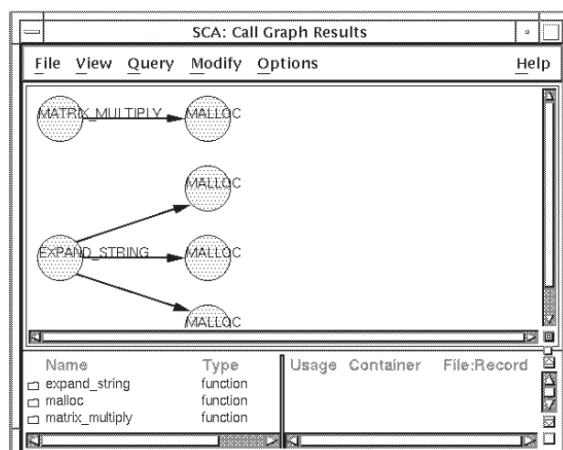 SCA: Call Graph Results
File View Query Modify Options Help
MATRIX_MULTIPLY MALLOC
MALLOC
EXPAND_STRING MALLOC
MALLOC
Name Type Usage Container File:Record
expand_string function
malloc function
matrix_multiply function